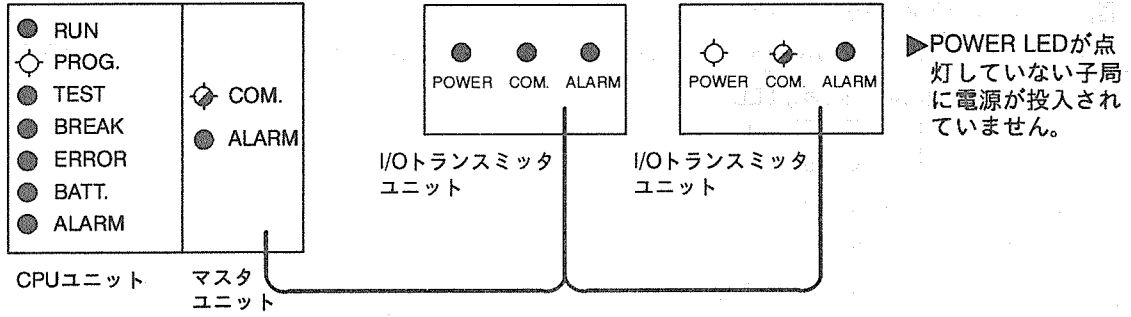 RUN
PROG.
TEST
BREAK
ERROR
BATT.
ALARM
COM.
ALARM
CPUユニット
マスタ
ユニット
POWER COM. ALARM
I/Oトランスミッタ
ユニット
POWER COM. ALARM
I/Oトランスミッタ
ユニット
▶POWER LEDが点
灯していない子局
に電源が投入され
ていません。